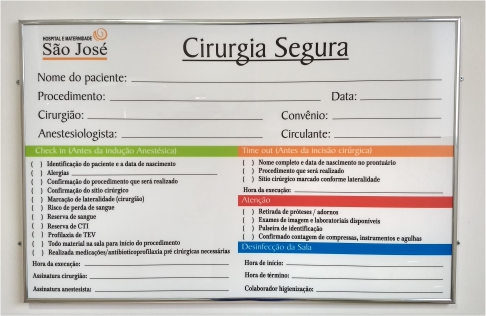 HOSPITAL E MATERNIDADE
São José
Cirurgia Segura
Nome do paciente:
Procedimento: Data:
Cirurgião: Convênio:
Anestesiologista: Circulante:
Check in (Antes da indução Anestésica)
( ) Identificação do paciente e a data de nascimento
( ) Alergias
( ) Confirmação do procedimento que será realizado
( ) Confirmação do sítio cirúrgico
( ) Marcação de lateralidade (cirurgião)
( ) Risco de perda de sangue
( ) Reserva de sangue
( ) Reserva de CTI
( ) Profilaxia de TEV
( ) Todo material na sala para início do procedimento
( ) Realizada medicações/antibioticoprofilaxia pré cirúrgicas necessárias
Hora da execução:
Assinatura cirurgião:
Assinatura anestesista:
Time out (Antes da incisão cirúrgica)
( ) Nome completo e data de nascimento no prontuário
( ) Procedimento que será realizado
( ) Sítio cirúrgico marcado conforme lateralidade
Hora da execução:
Atenção
( ) Retirada de próteses / adornos
( ) Exames de imagem e laboratoriais disponíveis
( ) Pulseira de identificação
( ) Confirmado contagem de compressas, instrumentos e agulhas
Desinfecção da Sala
Hora de início:
Hora de término:
Colaborador higienização: